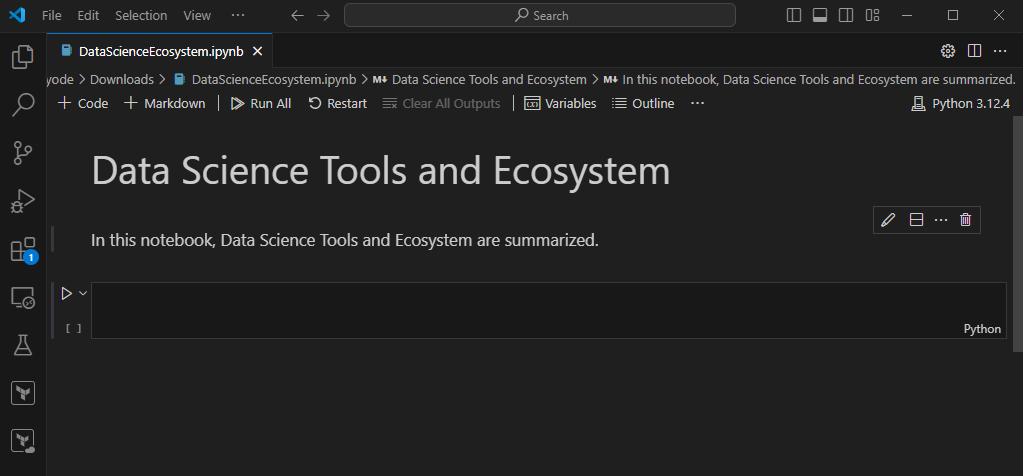 File Edit Selection View ··· Search
DataScienceEcosystem.ipynb
yode > Downloads > DataScienceEcosystem.ipynb > M↓ Data Science Tools and Ecosystem > M↓ In this notebook, Data Science Tools and Ecosystem are summarized.
+ Code + Markdown Run All Restart Clear All Outputs Variables Outline ··· Python 3.12.4
Data Science Tools and Ecosystem
In this notebook, Data Science Tools and Ecosystem are summarized.
1
[ ] Python